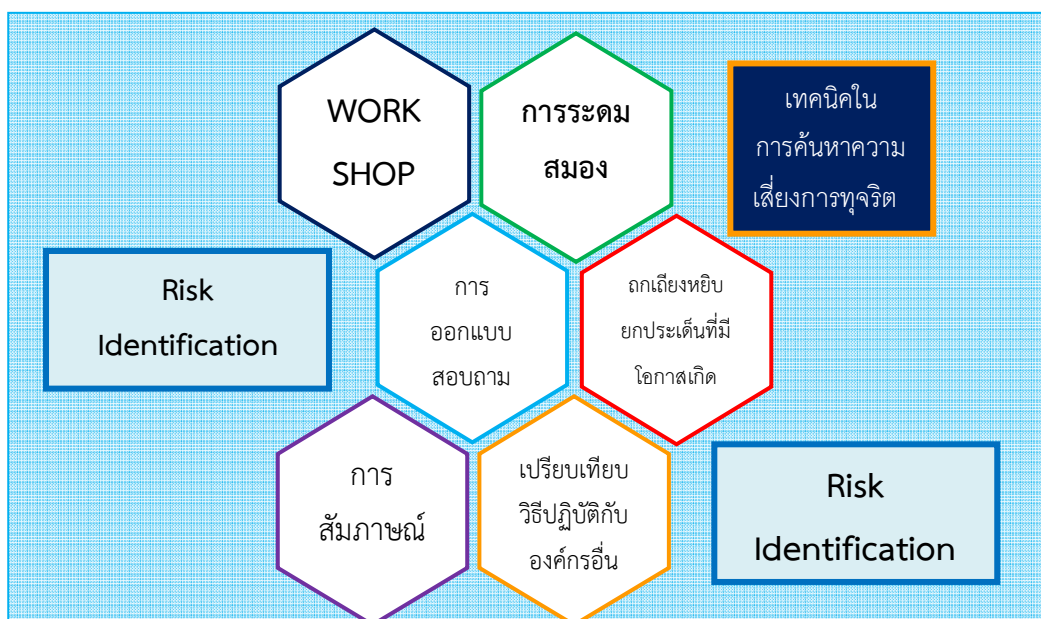 WORK
SHOP
การระดม
สมอง
เทคนิคใน
การค้นหาความ
เสี่ยงการทุจริต
Risk
Identification
การ
ออกแบบ
สอบถาม
ถกเถียงหยิบ
ยกประเด็นที่มี
โอกาสเกิด
การ
สัมภาษณ์
เปรียบเทียบ
วิธีปฏิบัติกับ
องค์กรอื่น
Risk
Identification